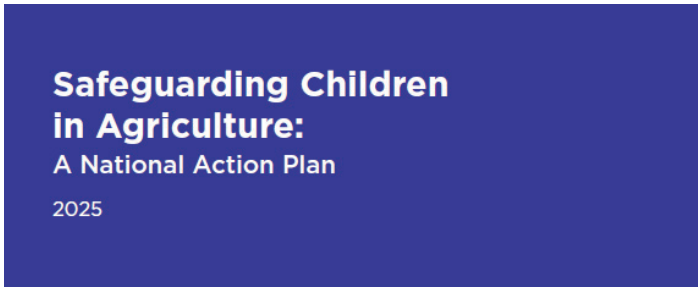 Safeguarding Children
in Agriculture:
A National Action Plan
2025